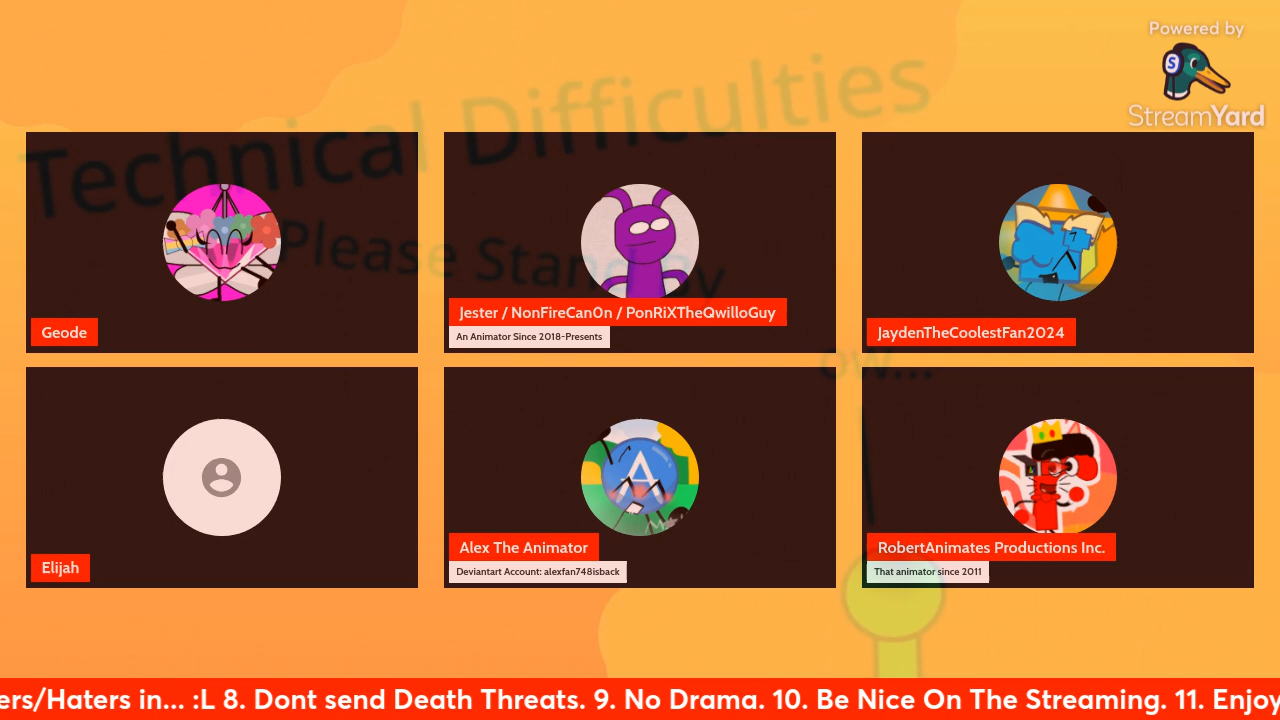 Powered by
S
StreamYard
Technical Difficulties
Please Stand by
Geode
Jester / NonFireCan0n / PonRiXTheQwilloGuy
An Animator Since 2018-Presents
JaydenTheCoolestFan2024
ow...
Elijah
A
Alex The Animator
Deviantart Account: alexfan748isback
RobertAnimates Productions Inc.
That animator since 2011
ers/Haters in... :L 8. Dont send Death Threats. 9. No Drama. 10. Be Nice On The Streaming. 11. Enjoy